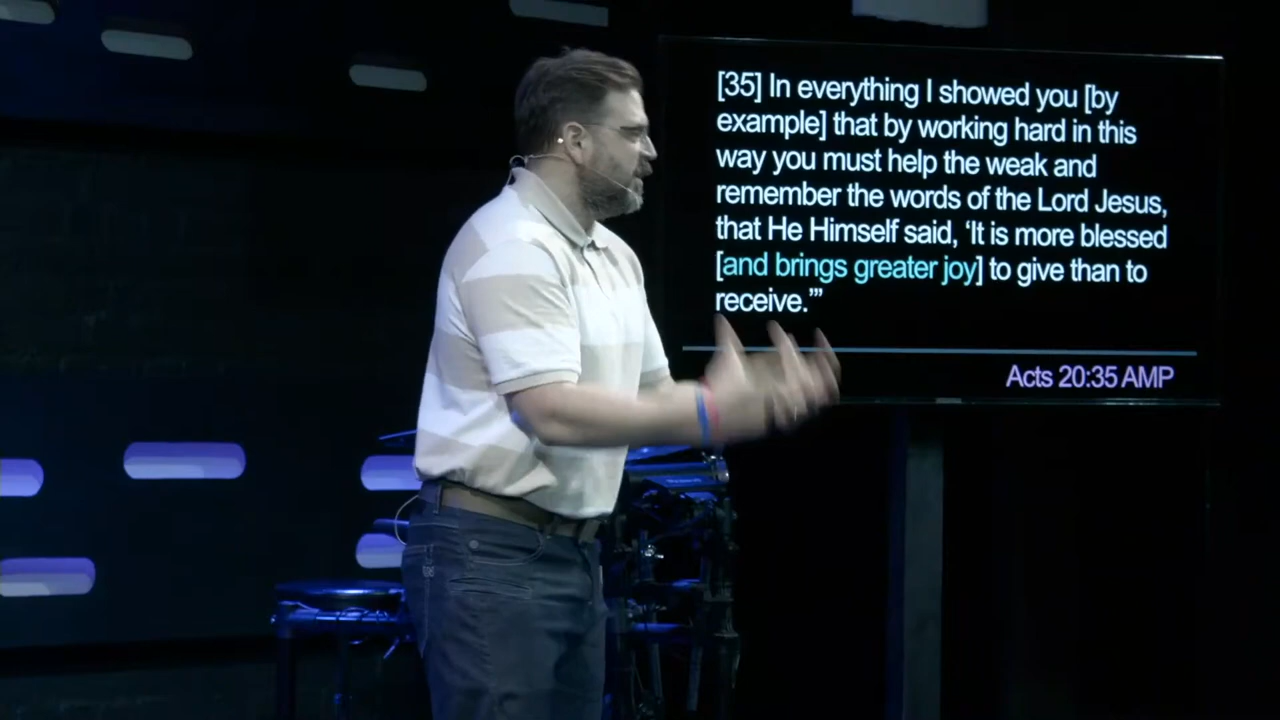 [35] In everything I showed you [by
example] that by working hard in this
way you must help the weak and
remember the words of the Lord Jesus,
that He Himself said, ‘It is more blessed
[and brings greater joy] to give than to
receive.’”
Acts 20:35 AMP